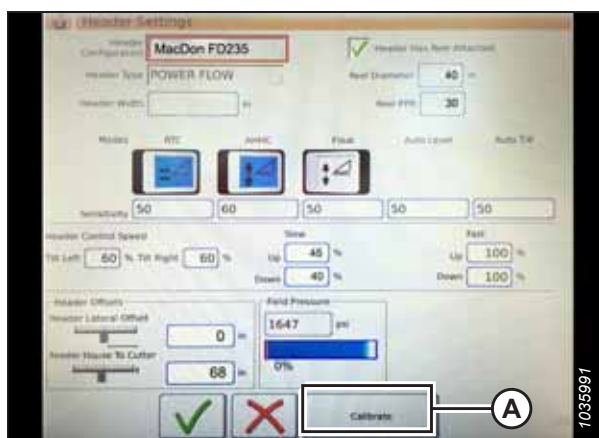 Header Settings
Header Configuration MacDon FD235
Header Has Reel Attached
Header Type POWER FLOW
Reel Diameter 40 in
Header Width in
Reel PPR 30
Modes RTC AHHC Float Auto Level Auto Tilt
Sensitivity 50 60 50 50 50
Header Control Speed
Slow
Fast
Tilt Left 60 % Tilt Right 60 %
Up 45 %
Up 100 %
Down 40 %
Down 100 %
Header Offsets
Header Lateral Offset
0 in
Header House To Cutter
68 in
Field Pressure
1647 psi
0%
Calibrate
A
1035991